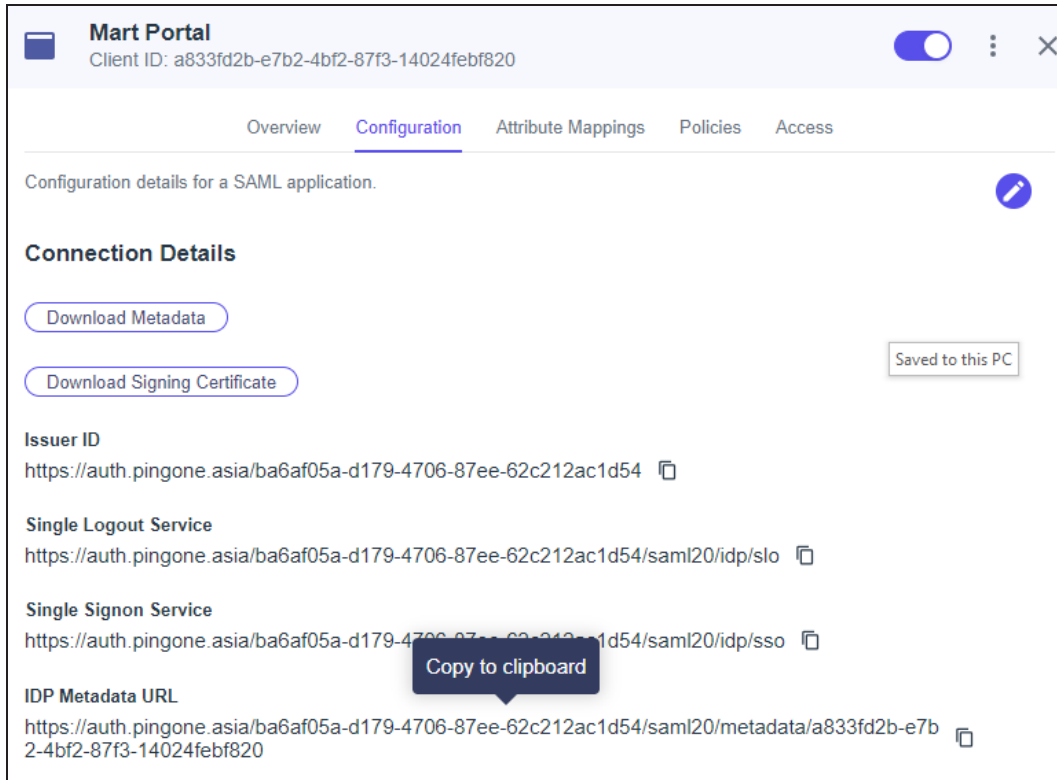 Mart Portal
Client ID: a833fd2b-e7b2-4bf2-87f3-14024febf820
Overview Configuration Attribute Mappings Policies Access
Configuration details for a SAML application.
Connection Details
Download Metadata
Saved to this PC
Download Signing Certificate
Issuer ID
https://auth.pingone.asia/ba6af05a-d179-4706-87ee-62c212ac1d54
Single Logout Service
https://auth.pingone.asia/ba6af05a-d179-4706-87ee-62c212ac1d54/saml20/idp/slo
Single Signon Service
https://auth.pingone.asia/ba6af05a-d179-4706-87ee-62c212ac1d54/saml20/idp/sso
Copy to clipboard
IDP Metadata URL
https://auth.pingone.asia/ba6af05a-d179-4706-87ee-62c212ac1d54/saml20/metadata/a833fd2b-e7b
2-4bf2-87f3-14024febf820